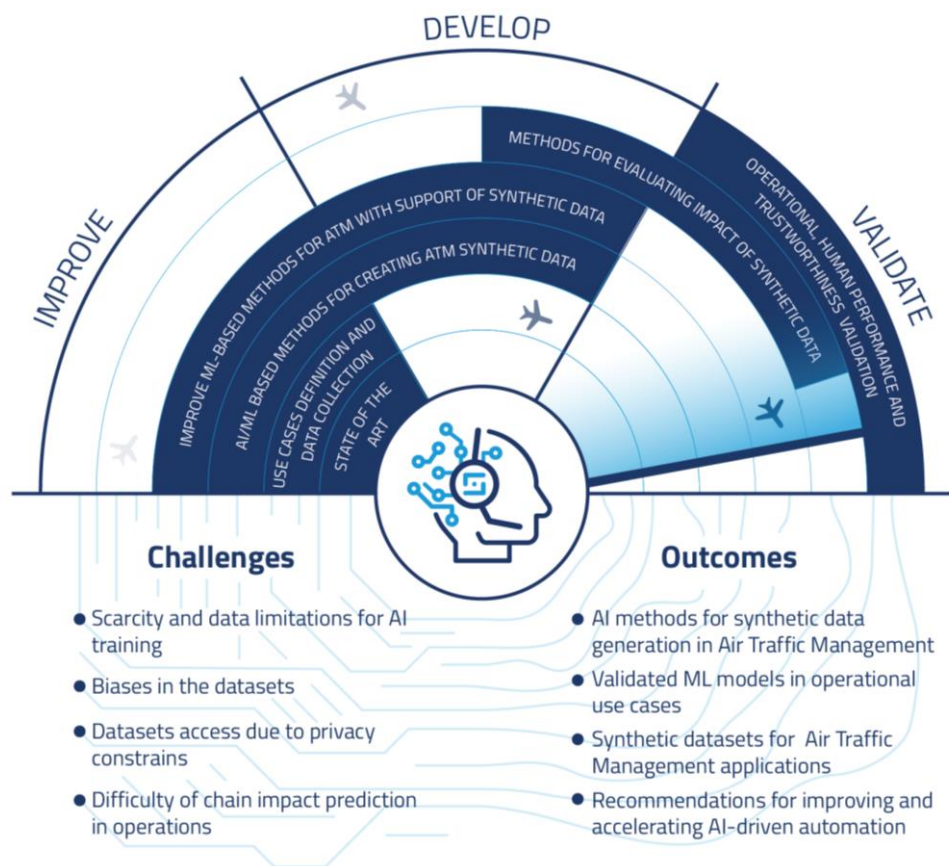 DEVELOP
IMPROVE
VALIDATE
METHODS FOR EVALUATING IMPACT OF SYNTHETIC DATA
OPERATIONAL HUMAN PERFORMANCE AND
TRUSTWORTHINESS VALIDATION
IMPROVE ML-BASED METHODS FOR ATM WITH SUPPORT OF SYNTHETIC DATA
AI/ML BASED METHODS FOR CREATING ATM SYNTHETIC DATA
USE CASES DEFINITION AND
DATA COLLECTION
STATE OF THE
ART
Challenges
Scarcity and data limitations for AI
training
Biases in the datasets
Datasets access due to privacy
constrains
Difficulty of chain impact prediction
in operations
Outcomes
AI methods for synthetic data
generation in Air Traffic Management
Validated ML models in operational
use cases
Synthetic datasets for Air Traffic
Management applications
Recommendations for improving and
accelerating AI-driven automation